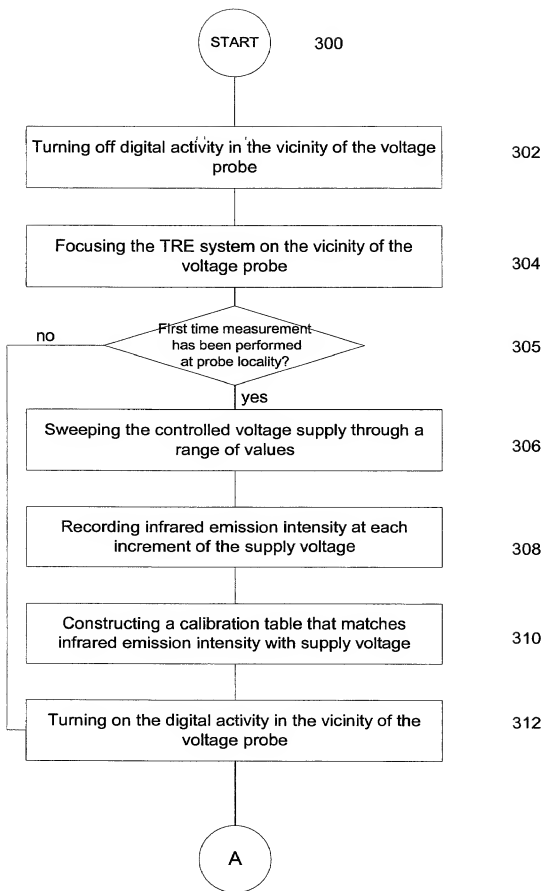 START
300
Turning off digital activity in the vicinity of the voltage
probe
302
Focusing the TRE system on the vicinity of the
voltage probe
304
First time measurement
has been performed
at probe locality?
305
no
yes
Sweeping the controlled voltage supply through a
range of values
306
Recording infrared emission intensity at each
increment of the supply voltage
308
Constructing a calibration table that matches
infrared emission intensity with supply voltage
310
Turning on the digital activity in the vicinity of the
voltage probe
312
A